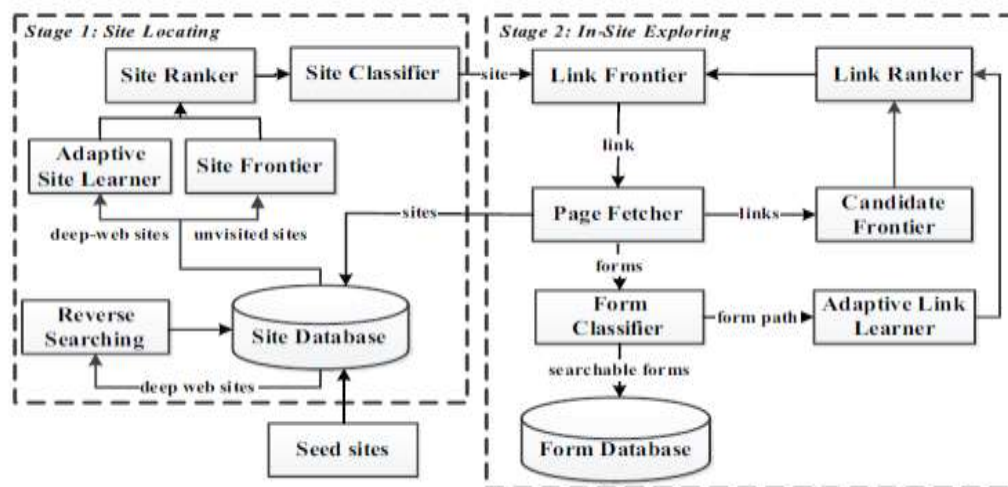 Stage 1: Site Locating
Site Ranker
Site Classifier
site
Adaptive
Site Learner
Site Frontier
deep-web sites
unvisited sites
Reverse
Searching
Site Database
deep web sites
Seed sites
Stage 2: In-Site Exploring
Link Frontier
Link Ranker
link
sites
Page Fetcher
links
Candidate
Frontier
forms
Form
Classifier
form path
Adaptive Link
Learner
searchable forms
Form Database